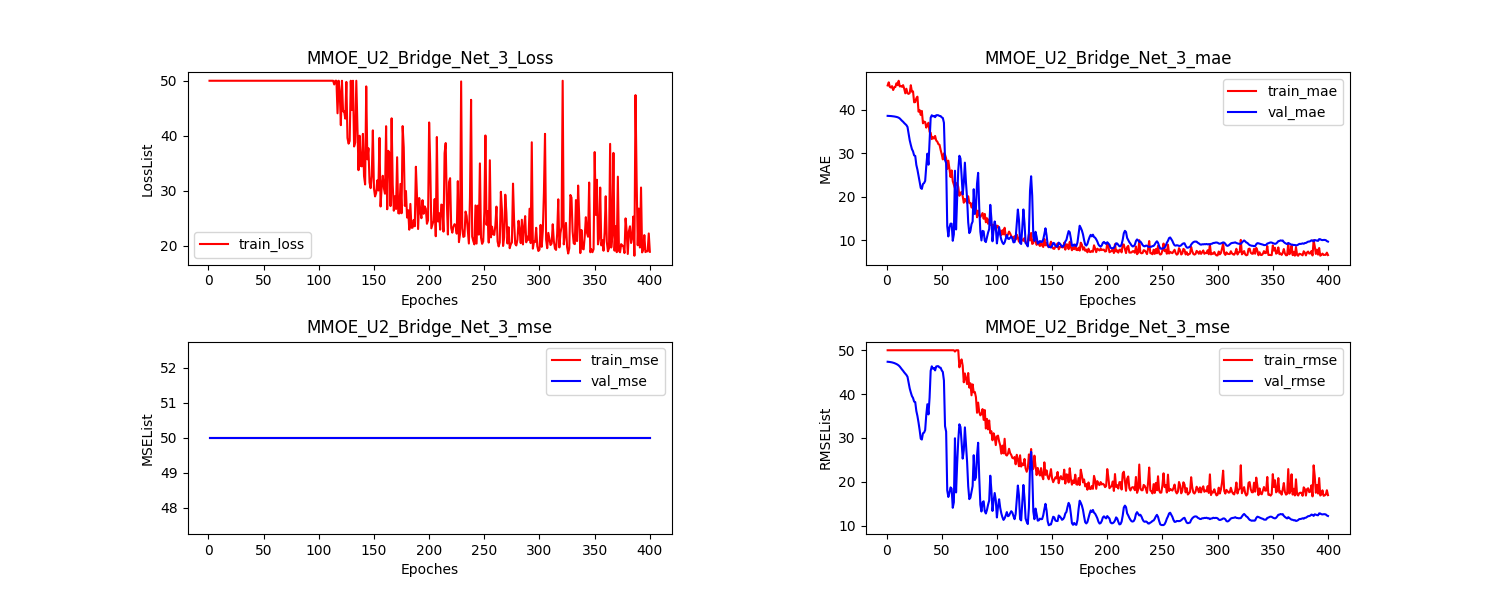 MMOE_U2_Bridge_Net_3_Loss
LossList
50
40
30
20
train_loss
0 50 100 150 200 250 300 350 400
Epoches
MMOE_U2_Bridge_Net_3_mae
MAE
40
30
20
10
train_mae
val_mae
0 50 100 150 200 250 300 350 400
Epoches
MMOE_U2_Bridge_Net_3_mse
MSEList
52
51
50
49
48
train_mse
val_mse
0 50 100 150 200 250 300 350 400
Epoches
MMOE_U2_Bridge_Net_3_mse
RMSEList
50
40
30
20
10
train_rmse
val_rmse
0 50 100 150 200 250 300 350 400
Epoches